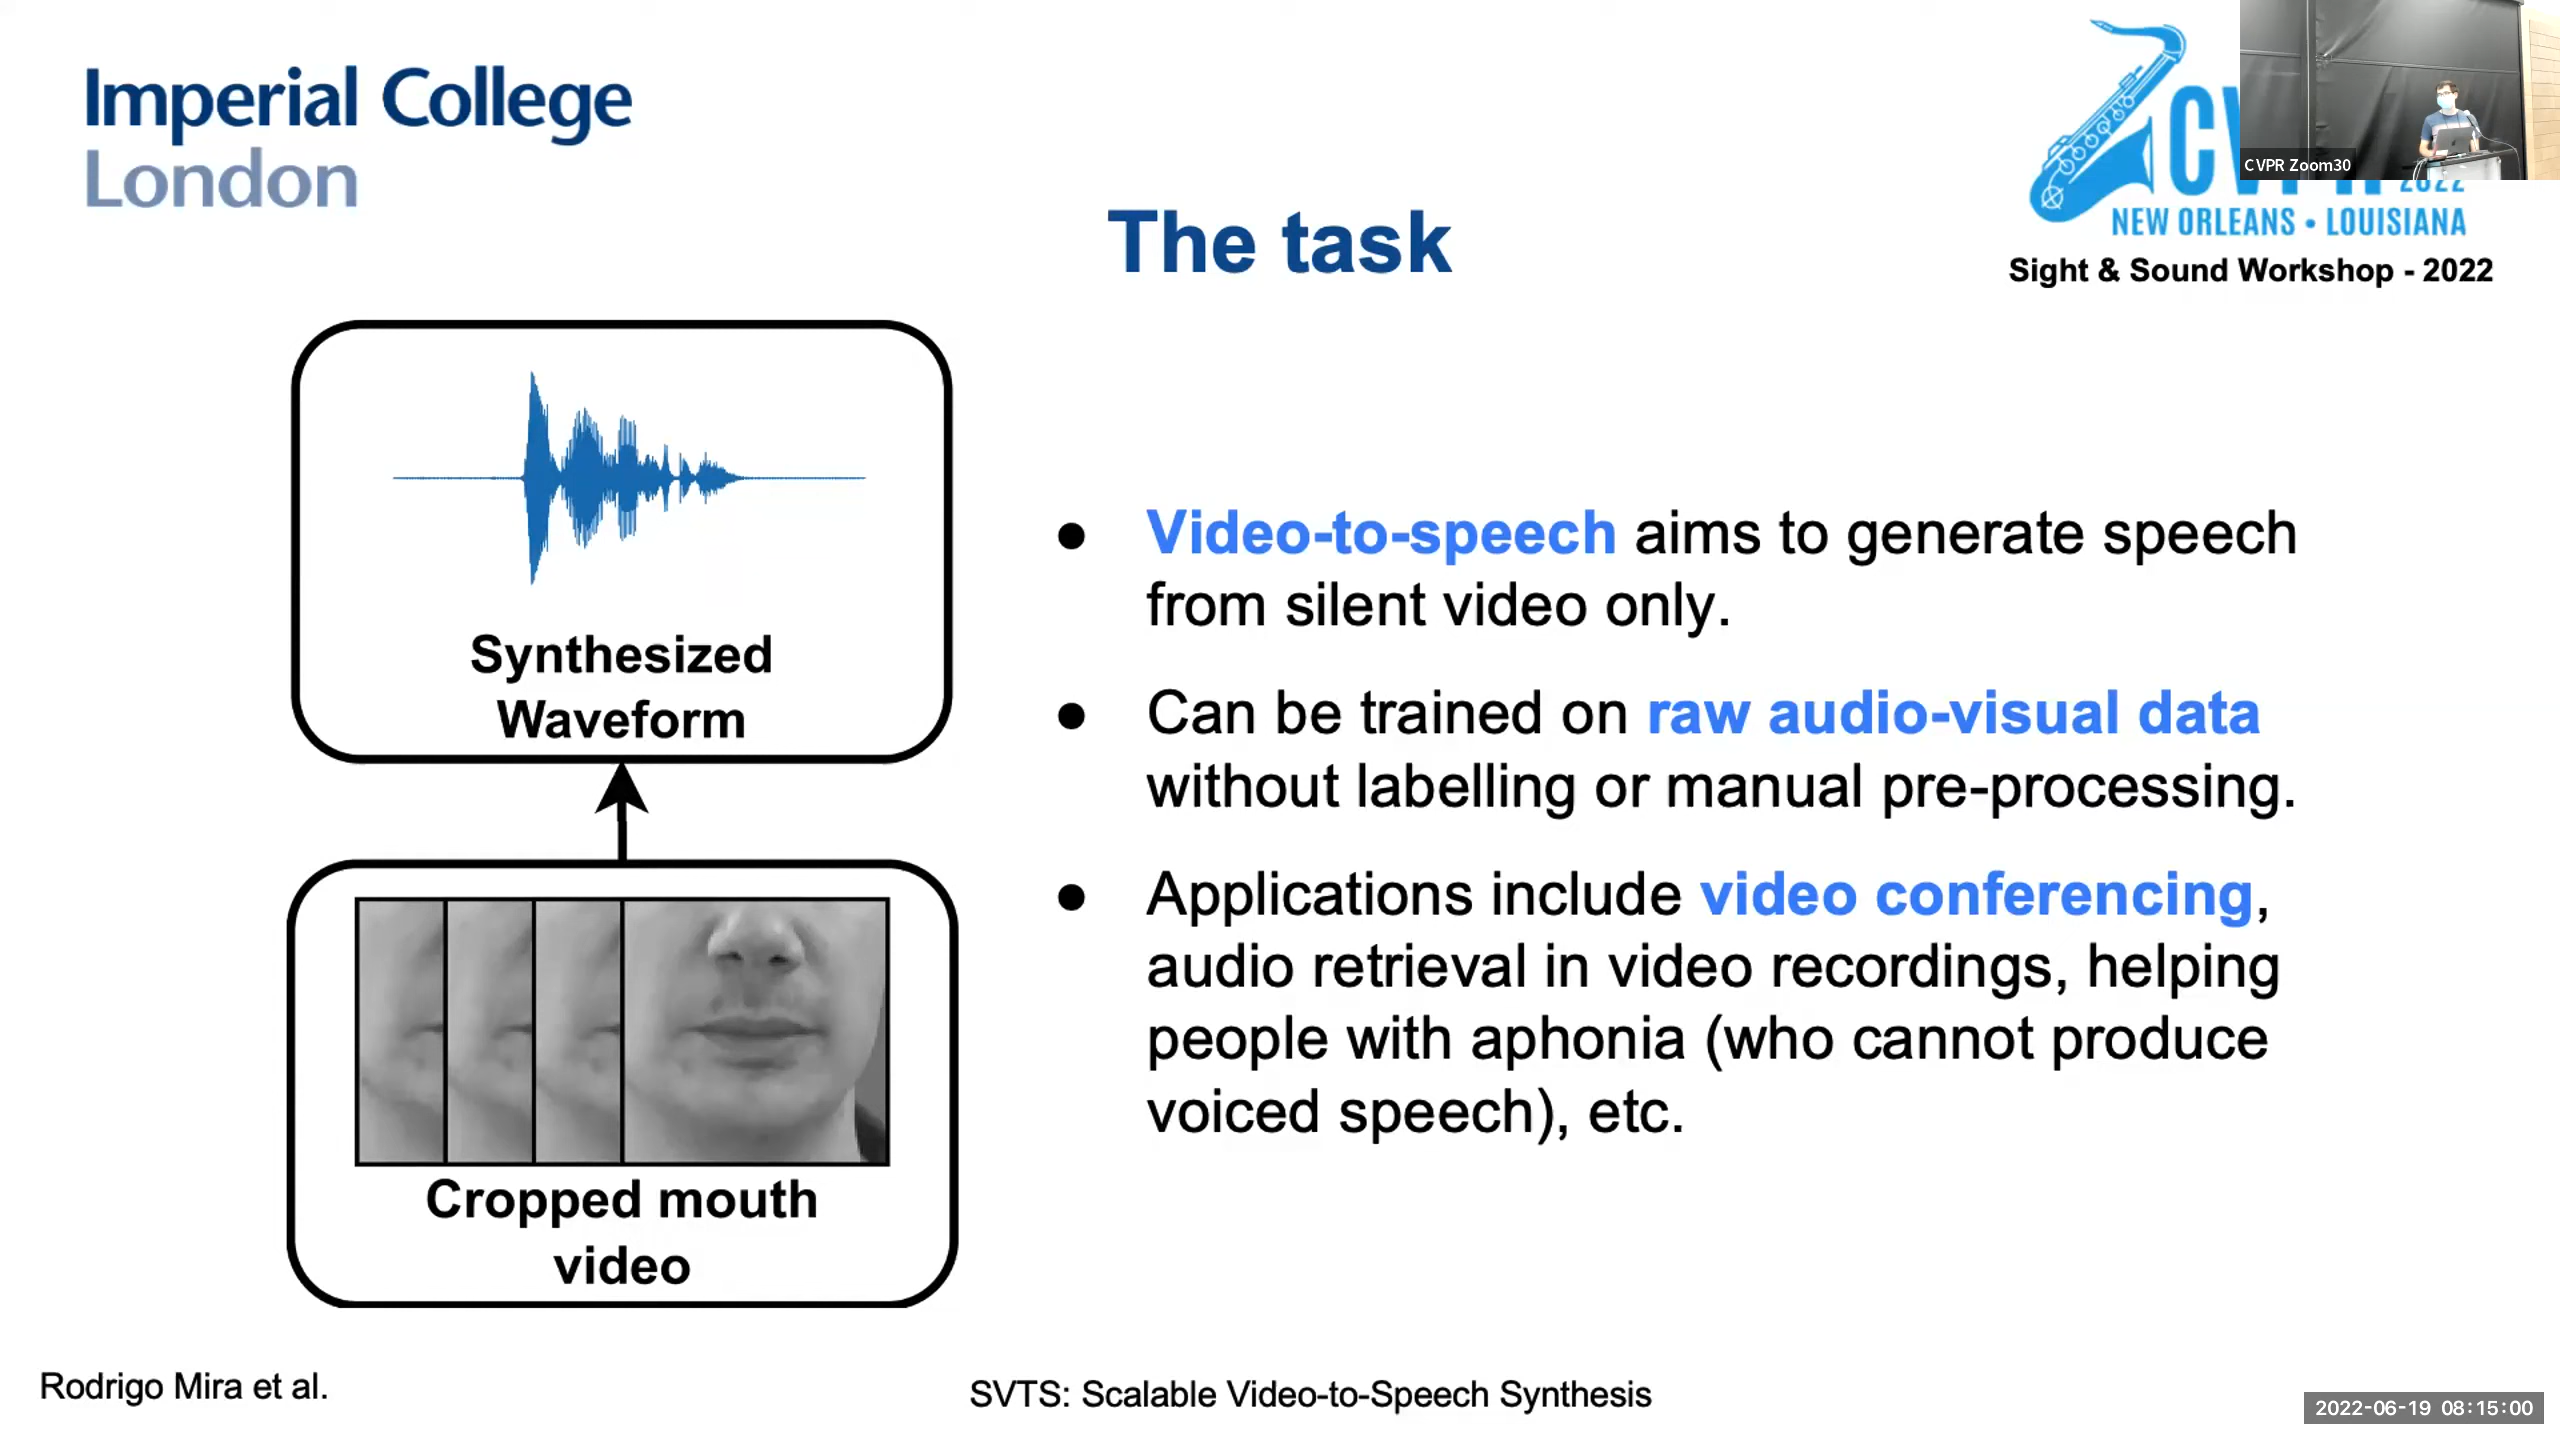 Imperial College
London
CVPR Zoom30
2022
NEW ORLEANS • LOUISIANA
Sight & Sound Workshop - 2022
The task
Synthesized
Waveform
Cropped mouth
video
● Video-to-speech aims to generate speech
from silent video only.
● Can be trained on raw audio-visual data
without labelling or manual pre-processing.
● Applications include video conferencing,
audio retrieval in video recordings, helping
people with aphonia (who cannot produce
voiced speech), etc.
Rodrigo Mira et al.
SVTS: Scalable Video-to-Speech Synthesis
2022-06-19 08:15:00